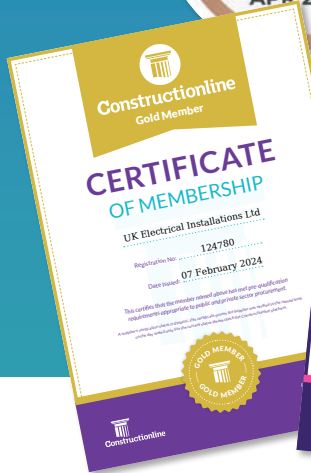 Constructionline
Gold Member
CERTIFICATE
OF MEMBERSHIP
UK Electrical Installations Ltd
Registration No: 124780
Date issued: 07 February 2024
This certifies that the member named above has met pre-qualification
requirements appropriate to public and private sector procurement.
GOLD MEMBER
GOLD MEMBER
Constructionline